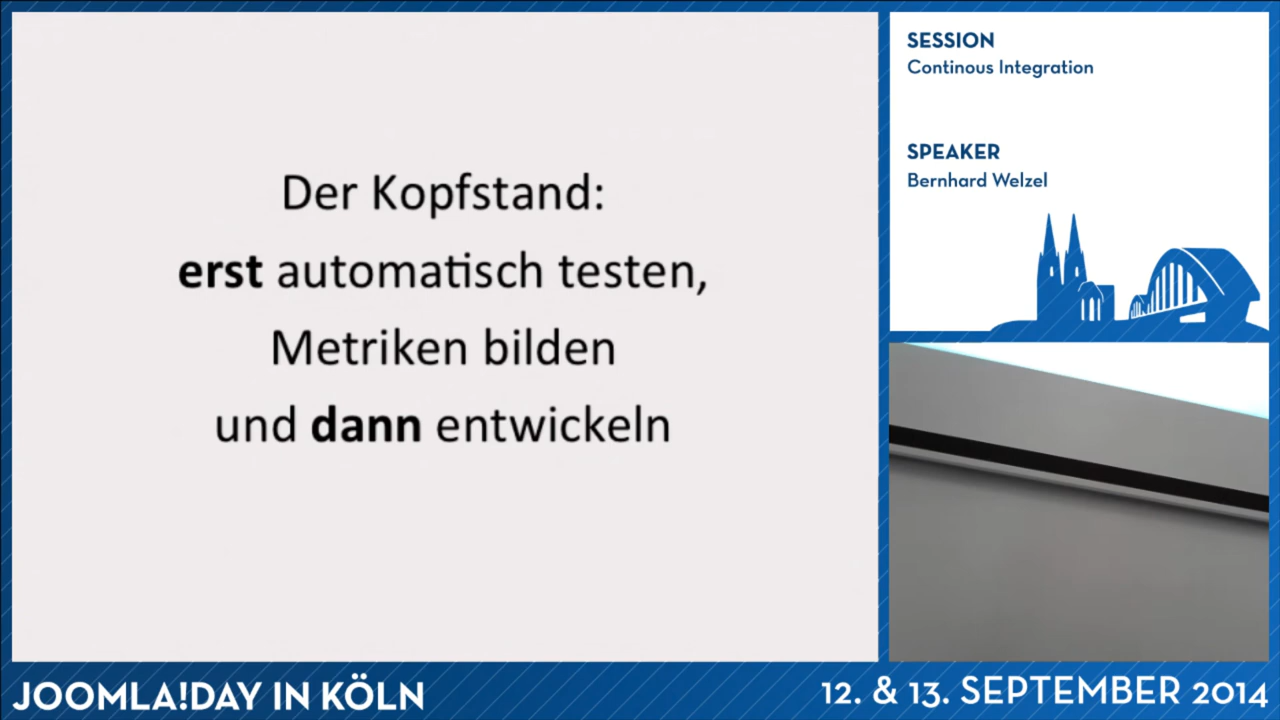 Der Kopfstand:
erst automatisch testen,
Metriken bilden
und dann entwickeln
SESSION
Continous Integration
SPEAKER
Bernhard Welzel
JOOMLA!DAY IN KÖLN
12. & 13. SEPTEMBER 2014